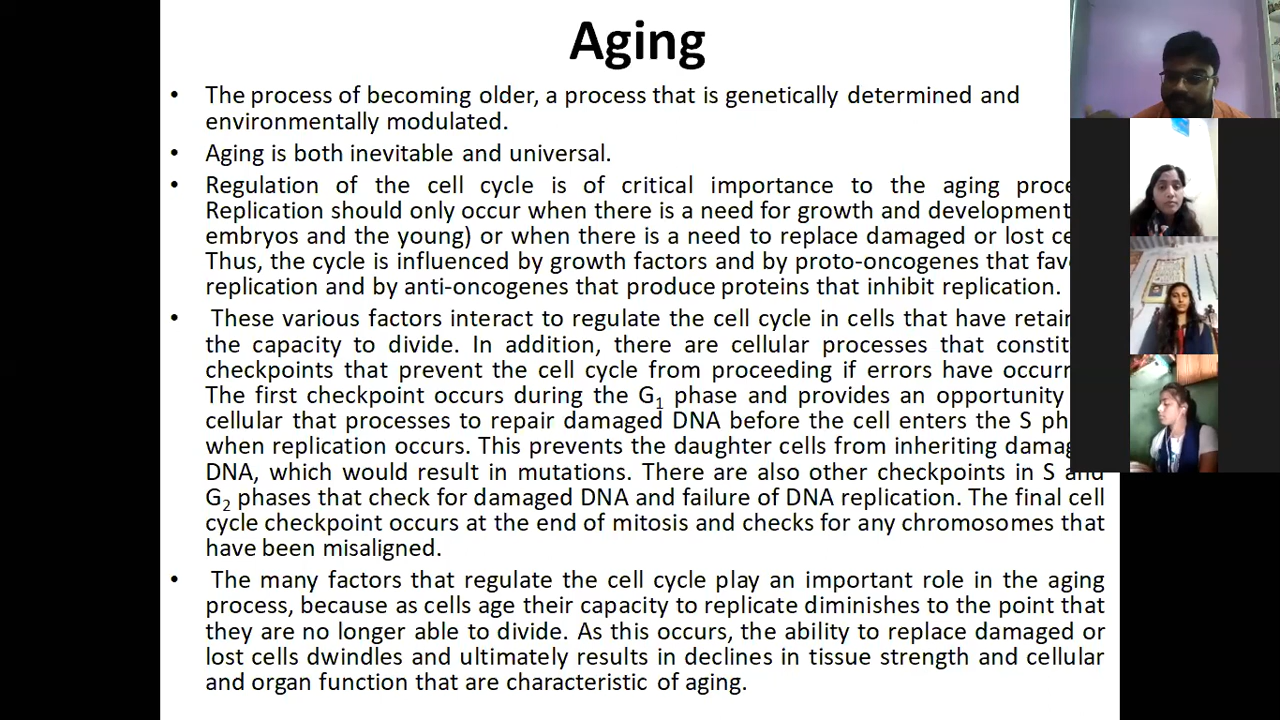 Aging
• The process of becoming older, a process that is genetically determined and
environmentally modulated.
• Aging is both inevitable and universal.
• Regulation of the cell cycle is of critical importance to the aging
Replication should only occur when there is a need for growth and development
embryos and the young) or when there is a need to replace damaged or lost
Thus, the cycle is influenced by growth factors and by proto-oncogenes that
replication and by anti-oncogenes that produce proteins that inhibit replication.
• These various factors interact to regulate the cell cycle in cells that have
the capacity to divide. In addition, there are cellular processes that
checkpoints that prevent the cell cycle from proceeding if errors have
The first checkpoint occurs during the G1 phase and provides an opportunity
cellular that processes to repair damaged DNA before the cell enters the S
when replication occurs. This prevents the daughter cells from inheriting
DNA, which would result in mutations. There are also other checkpoints in S and
G2 phases that check for damaged DNA and failure of DNA replication. The final cell
cycle checkpoint occurs at the end of mitosis and checks for any chromosomes that
have been misaligned.
• The many factors that regulate the cell cycle play an important role in the aging
process, because as cells age their capacity to replicate diminishes to the point that
they are no longer able to divide. As this occurs, the ability to replace damaged or
lost cells dwindles and ultimately results in declines in tissue strength and cellular
and organ function that are characteristic of aging.